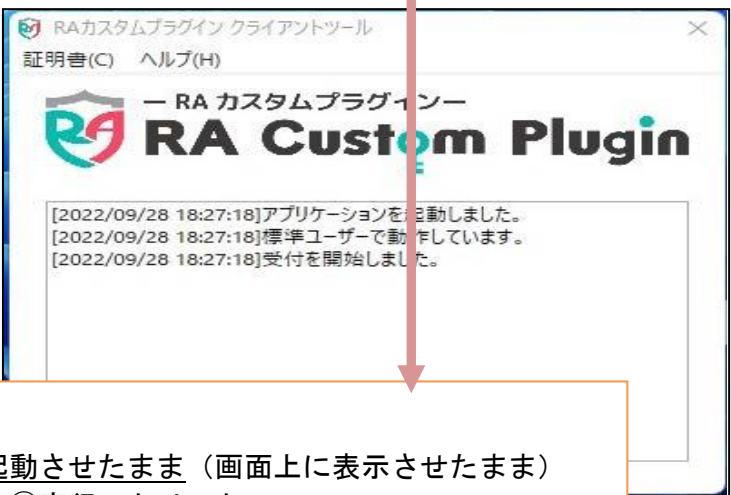 RAカスタムプラグイン クライアントツール
証明書(C) ヘルプ(H)
ー RA カスタムプラグインー
RA Custom Plugin
[2022/09/28 18:27:18]アプリケーションを起動しました。
[2022/09/28 18:27:18]標準ユーザーで動作しています。
[2022/09/28 18:27:18]受付を開始しました。
起動させたまま（画面上に表示させたまま）